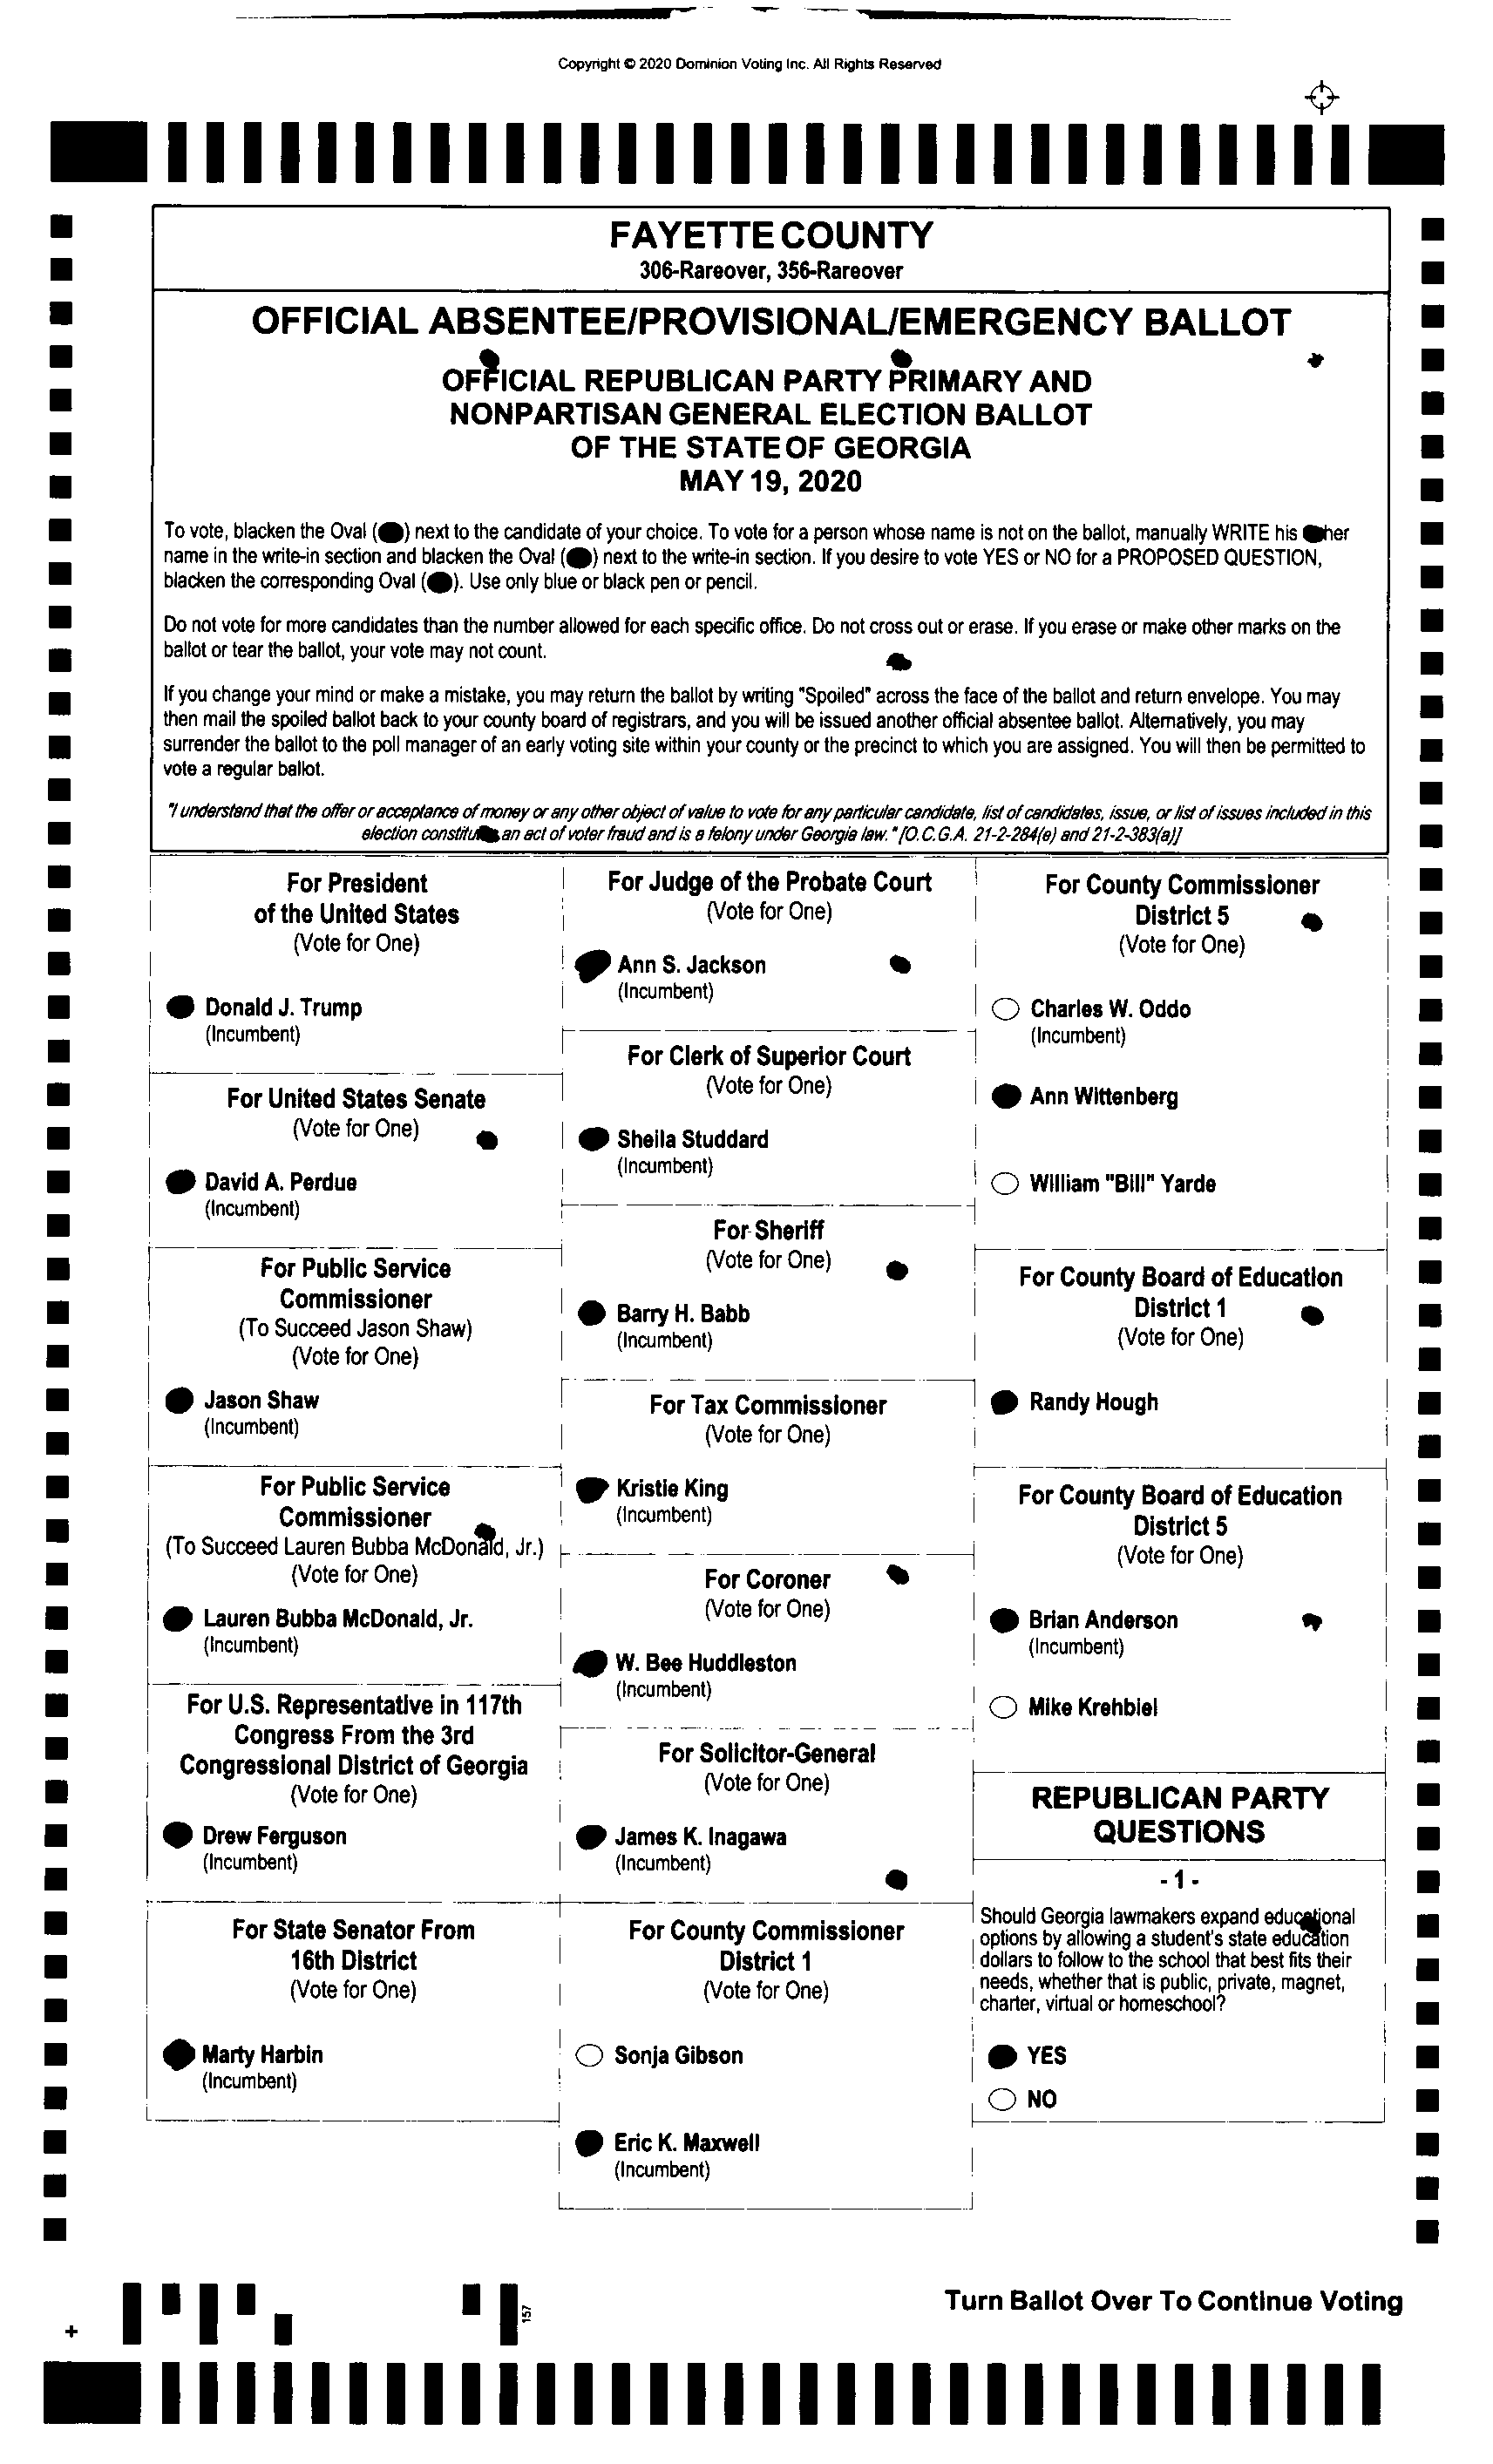 Copyright © 2020 Dominion Voting Inc. All Rights Reserved
FAYETTE COUNTY
306-Rareover, 356-Rareover
OFFICIAL ABSENTEE/PROVISIONAL/EMERGENCY BALLOT
OFFICIAL REPUBLICAN PARTY PRIMARY AND
NONPARTISAN GENERAL ELECTION BALLOT
OF THE STATE OF GEORGIA
MAY 19, 2020
To vote, blacken the Oval ( ) next to the candidate of your choice. To vote for a person whose name is not on the ballot, manually WRITE his
name in the write-in section and blacken the Oval ( ) next to the write-in section. If you desire to vote YES or NO for a PROPOSED QUESTION,
blacken the corresponding Oval ( ). Use only blue or black pen or pencil.
Do not vote for more candidates than the number allowed for each specific office. Do not cross out or erase. If you erase or make other marks on the
ballot or tear the ballot, your vote may not count.
If you change your mind or make a mistake, you may return the ballot by writing "Spoiled" across the face of the ballot and return envelope. You may
then mail the spoiled ballot back to your county board of registrars, and you will be issued another official absentee ballot. Alternatively, you may
surrender the ballot to the poll manager of an early voting site within your county or the precinct to which you are assigned. You will then be permitted to
vote a regular ballot.
"I understand that the offer or acceptance of money or any other object of value to vote for any particular candidate, list of candidates, issue, or list of issues included in this
election constitutes an act of voter fraud and is a felony under Georgia law." [O.C.G.A. 21-2-284(e) and 21-2-383(a)]
For President
of the United States
(Vote for One)
Donald J. Trump
(Incumbent)
For United States Senate
(Vote for One)
David A. Perdue
(Incumbent)
For Public Service
Commissioner
(To Succeed Jason Shaw)
(Vote for One)
Jason Shaw
(Incumbent)
For Public Service
Commissioner
(To Succeed Lauren Bubba McDonald, Jr.)
(Vote for One)
Lauren Bubba McDonald, Jr.
(Incumbent)
For U.S. Representative in 117th
Congress From the 3rd
Congressional District of Georgia
(Vote for One)
Drew Ferguson
(Incumbent)
For State Senator From
16th District
(Vote for One)
Marty Harbin
(Incumbent)
For Judge of the Probate Court
(Vote for One)
Ann S. Jackson
(Incumbent)
For Clerk of Superior Court
(Vote for One)
Sheila Studdard
(Incumbent)
For Sheriff
(Vote for One)
Barry H. Babb
(Incumbent)
For Tax Commissioner
(Vote for One)
Kristie King
(Incumbent)
For Coroner
(Vote for One)
W. Bee Huddleston
(Incumbent)
For Solicitor-General
(Vote for One)
James K. Inagawa
(Incumbent)
For County Commissioner
District 1
(Vote for One)
Sonja Gibson
Eric K. Maxwell
(Incumbent)
For County Commissioner
District 5
(Vote for One)
Charles W. Oddo
(Incumbent)
Ann Wittenberg
William "Bill" Yarde
For County Board of Education
District 1
(Vote for One)
Randy Hough
For County Board of Education
District 5
(Vote for One)
Brian Anderson
(Incumbent)
Mike Krehbiel
REPUBLICAN PARTY
QUESTIONS
- 1 -
Should Georgia lawmakers expand educational
options by allowing a student's state education
dollars to follow to the school that best fits their
needs, whether that is public, private, magnet,
charter, virtual or homeschool?
YES
NO
157
Turn Ballot Over To Continue Voting